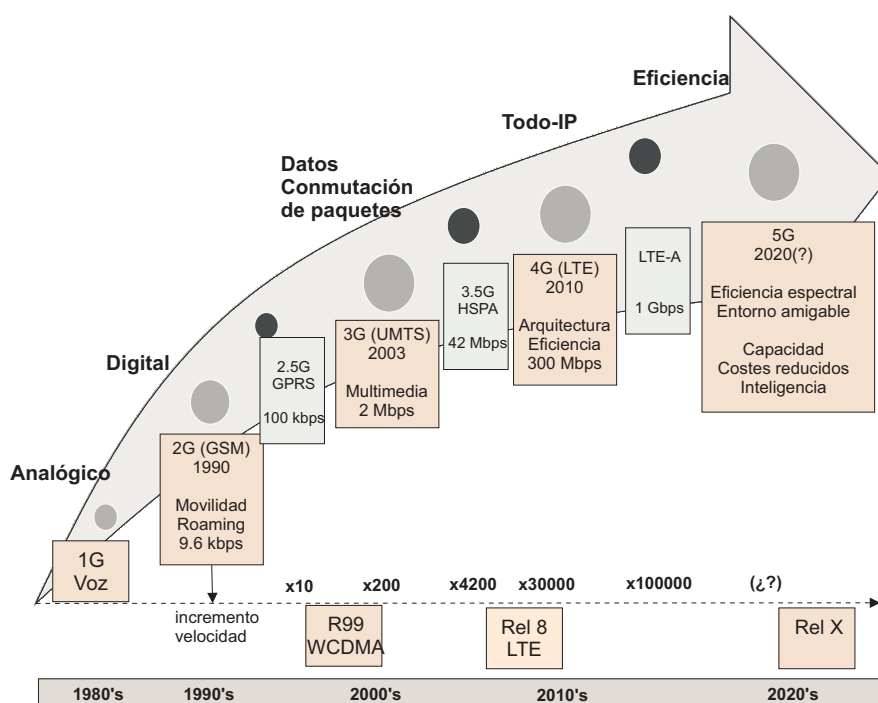 Eficiencia
Todo-IP
Datos
Conmutación
de paquetes
Digital
Analógico
1G
Voz
2G (GSM)
1990
Movilidad
Roaming
9.6 kbps
2.5G
GPRS
100 kbps
3G (UMTS)
2003
Multimedia
2 Mbps
3.5G
HSPA
42 Mbps
4G (LTE)
2010
Arquitectura
Eficiencia
300 Mbps
LTE-A
1 Gbps
5G
2020(?)
Eficiencia espectral
Entorno amigable
Capacidad
Costes reducidos
Inteligencia
incremento
velocidad
x10
x200
x4200
x30000
x100000
(¿?)
R99
WCDMA
Rel 8
LTE
Rel X
1980's
1990's
2000's
2010's
2020's